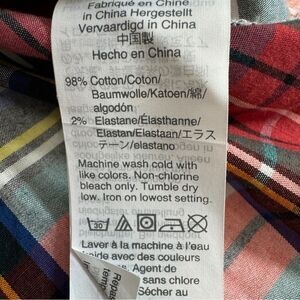 Fabriqué en Chine
in China Hergestellt
Vervaardigd in China
中国製
Hecho en China
98% Cotton/Coton/
Baumwolle/Katoen/綿/
algodón
2% Elastane/Élasthanne/
Elastan/Elastaan/エラス
テーン/elastano
Machine wash cold with
like colors. Non-chlorine
bleach only. Tumble dry
low. Iron on lowest setting.
Laver à la machine à l'eau
froide avec des couleurs
Agent de
Sécher au